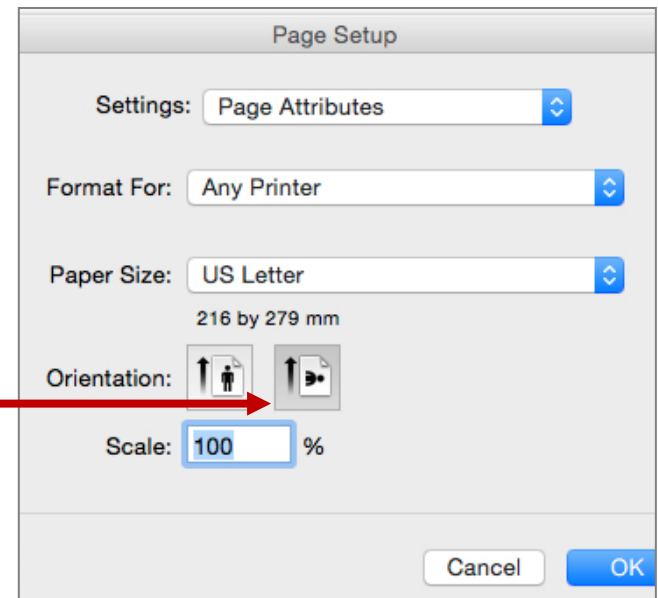 Page Setup
Settings: Page Attributes
Format For: Any Printer
Paper Size: US Letter
216 by 279 mm
Orientation:
Scale: 100 %
Cancel OK